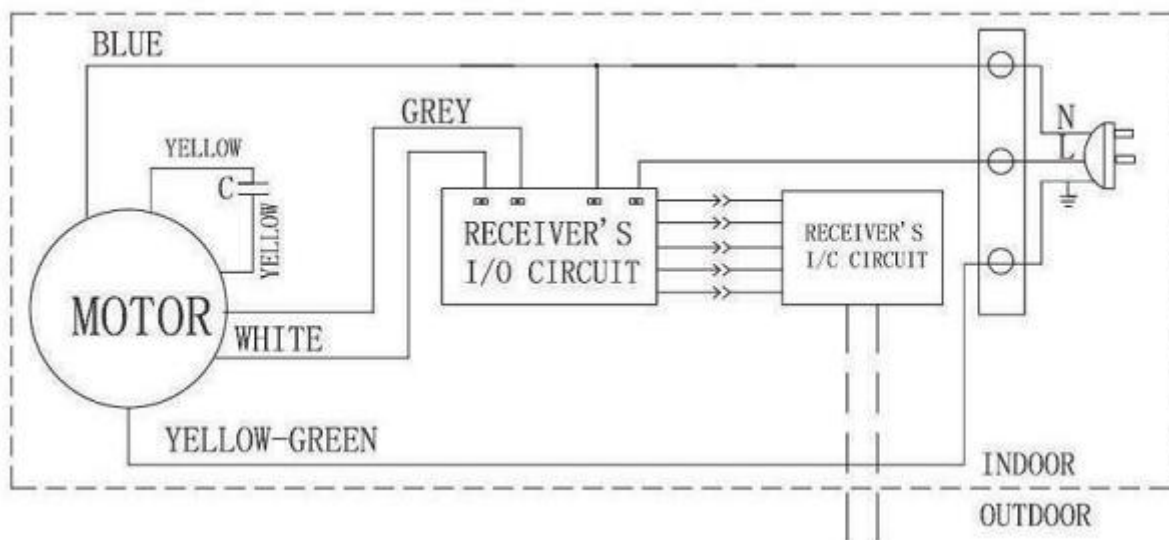 BLUE
GREY
YELLOW
C
YELLOW
N
L
RECEIVER'S
I/O CIRCUIT
RECEIVER'S
I/C CIRCUIT
MOTOR
WHITE
YELLOW-GREEN
INDOOR
OUTDOOR